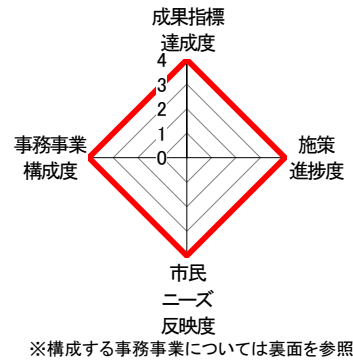 成果指標
達成度
4
3
2
1
0
事務事業
構成度
施策
進捗度
市民
ニーズ
反映度
※構成する事務事業については裏面を参照